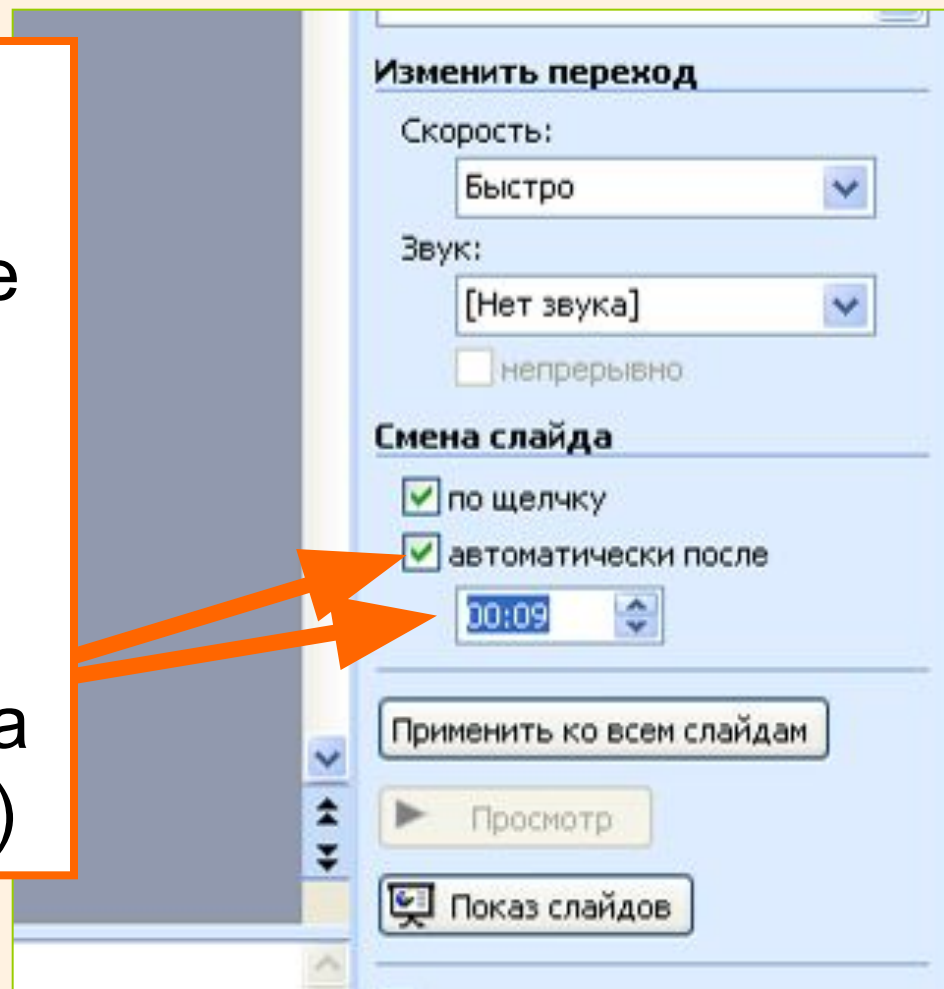 е
а
)
Изменить переход
Скорость:
Быстро
Звук:
[Нет звука]
непрерывно
Смена слайда
по щелчку
автоматически после
00:09
Применить ко всем слайдам
Просмотр
Показ слайдов